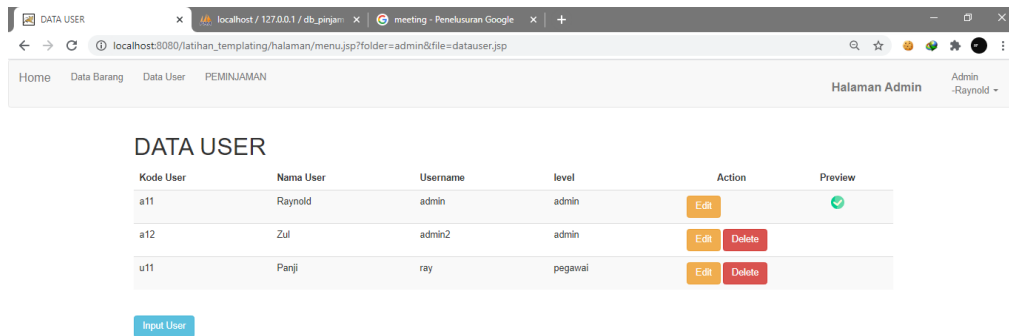 DATA USER
localhost / 127.0.0.1 / db_pinjam
meeting - Penelusuran Google
localhost:8080/latihan_templating/halaman/menu.jsp?folder=admin&file=datauser.jsp
Home Data Barang Data User PEMINJAMAN Halaman Admin Admin
-Raynold
DATA USER
Kode User Nama User Username level Action Preview
a11 Raynold admin admin Edit
a12 Zul admin2 admin Edit Delete
u11 Panji ray pegawai Edit Delete
Input User